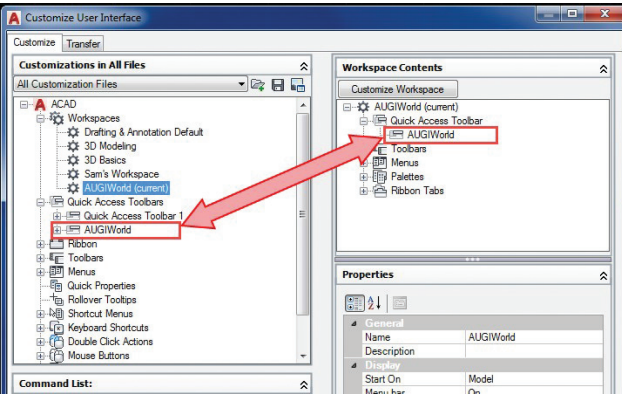 Customize User Interface
Customize Transfer
Customizations in All Files
All Customization Files
ACAD
Workspaces
Drafting & Annotation Default
3D Modeling
3D Basics
Sam's Workspace
AUGIWorld (current)
Quick Access Toolbars
Quick Access Toolbar 1
AUGIWorld
Ribbon
Toolbars
Menus
Quick Properties
Rollover Tooltips
Shortcut Menus
Keyboard Shortcuts
Double Click Actions
Mouse Buttons
Command List:
Workspace Contents
Customize Workspace
AUGIWorld (current)
Quick Access Toolbar
AUGIWorld
Toolbars
Menus
Palettes
Ribbon Tabs
Properties
General
Name AUGIWorld
Description
Display
Start On Model
Menu bar On